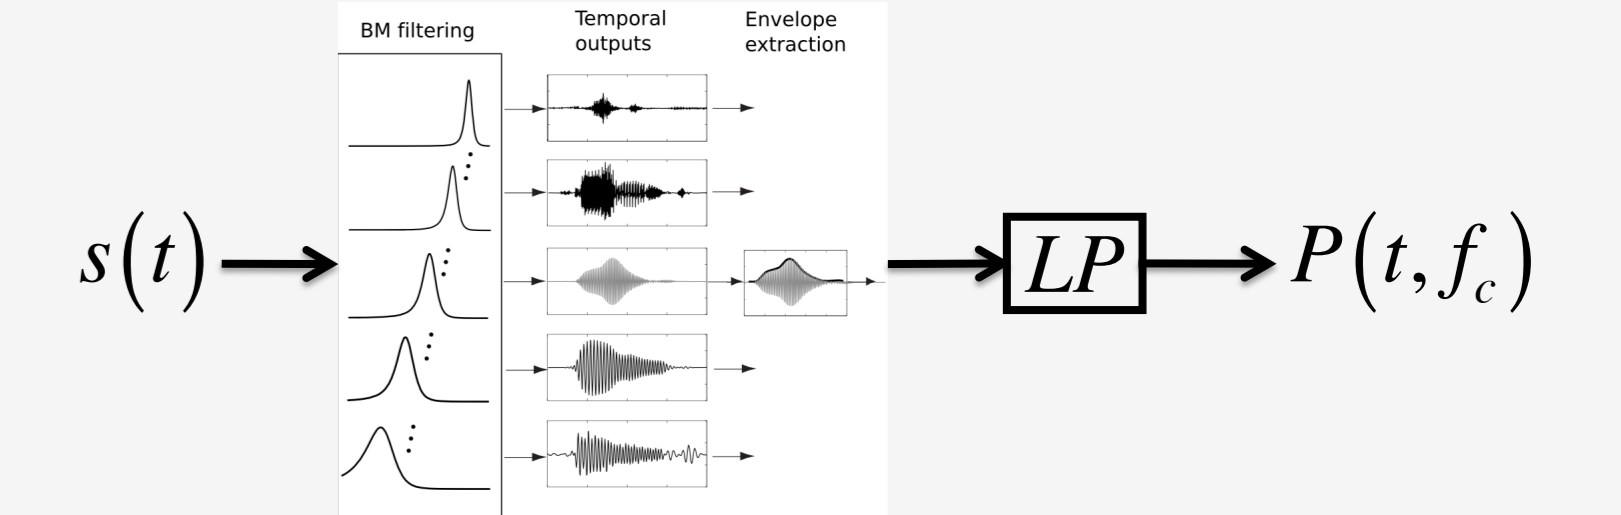 BM filtering
Temporal
outputs
Envelope
extraction
s(t)
LP
P(t, f_c)